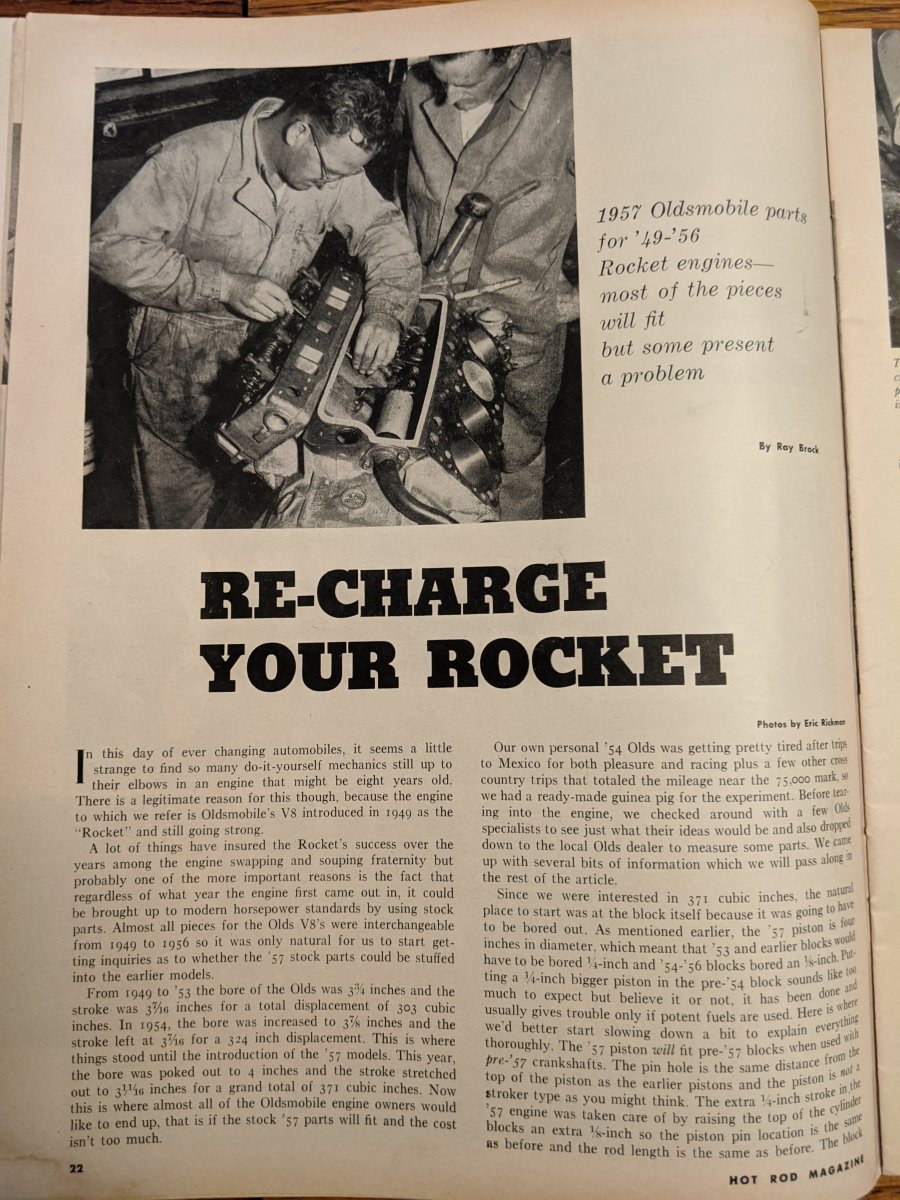 1957 Oldsmobile parts
for '49-'56
Rocket engines—
most of the pieces
will fit
but some present
a problem
By Ray Brock
RE-CHARGE
YOUR ROCKET
Photos by Eric Rickman
In this day of ever changing automobiles, it seems a little
strange to find so many do-it-yourself mechanics still up to
their elbows in an engine that might be eight years old.
There is a legitimate reason for this though, because the engine
to which we refer is Oldsmobile's V8 introduced in 1949 as the
"Rocket" and still going strong.
A lot of things have insured the Rocket's success over the
years among the engine swapping and souping fraternity but
probably one of the more important reasons is the fact that
regardless of what year the engine first came out in, it could
be brought up to modern horsepower standards by using stock
parts. Almost all pieces for the Olds V8's were interchangeable
from 1949 to 1956 so it was only natural for us to start get-
ting inquiries as to whether the '57 stock parts could be stuffed
into the earlier models.
From 1949 to '53 the bore of the Olds was 3¾ inches and the
stroke was 3⁷⁄₁₆ inches for a total displacement of 303 cubic
inches. In 1954, the bore was increased to 3⅞ inches and the
stroke left at 3⁷⁄₁₆ for a 324 inch displacement. This is where
things stood until the introduction of the '57 models. This year,
the bore was poked out to 4 inches and the stroke stretched
out to 3¹¹⁄₁₆ inches for a grand total of 371 cubic inches. Now
this is where almost all of the Oldsmobile engine owners would
like to end up, that is if the stock '57 parts will fit and the cost
isn't too much.
Our own personal '54 Olds was getting pretty tired after trips
to Mexico for both pleasure and racing plus a few other cross
country trips that totaled the mileage near the 75,000 mark, so
we had a ready-made guinea pig for the experiment. Before tear-
ing into the engine, we checked around with a few Olds
specialists to see just what their ideas would be and also dropped
down to the local Olds dealer to measure some parts. We came
up with several bits of information which we will pass along in
the rest of the article.
Since we were interested in 371 cubic inches, the natural
place to start was at the block itself because it was going to have
to be bored out. As mentioned earlier, the '57 piston is four
inches in diameter, which meant that '53 and earlier blocks would
have to be bored ¼-inch and '54-'56 blocks bored an ⅛-inch. Put-
ting a ¼-inch bigger piston in the pre-'54 block sounds like too
much to expect but believe it or not, it has been done and
usually gives trouble only if potent fuels are used. Here is where
we'd better start slowing down a bit to explain everything
thoroughly. The '57 piston will fit pre-'57 blocks when used with
pre-'57 crankshafts. The pin hole is the same distance from the
top of the piston as the earlier pistons and the piston is not a
stroker type as you might think. The extra ¼-inch stroke in the
'57 engine was taken care of by raising the top of the cylinder
blocks an extra ⅛-inch so the piston pin location is the same
as before and the rod length is the same as before. The block
22
HOT ROD MAGAZINE